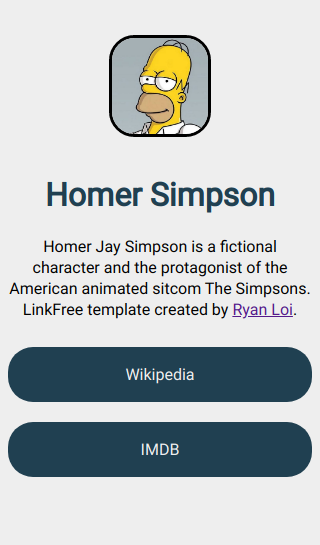 Homer Simpson
Homer Jay Simpson is a fictional
character and the protagonist of the
American animated sitcom The Simpsons.
LinkFree template created by Ryan Loi.
Wikipedia
IMDB